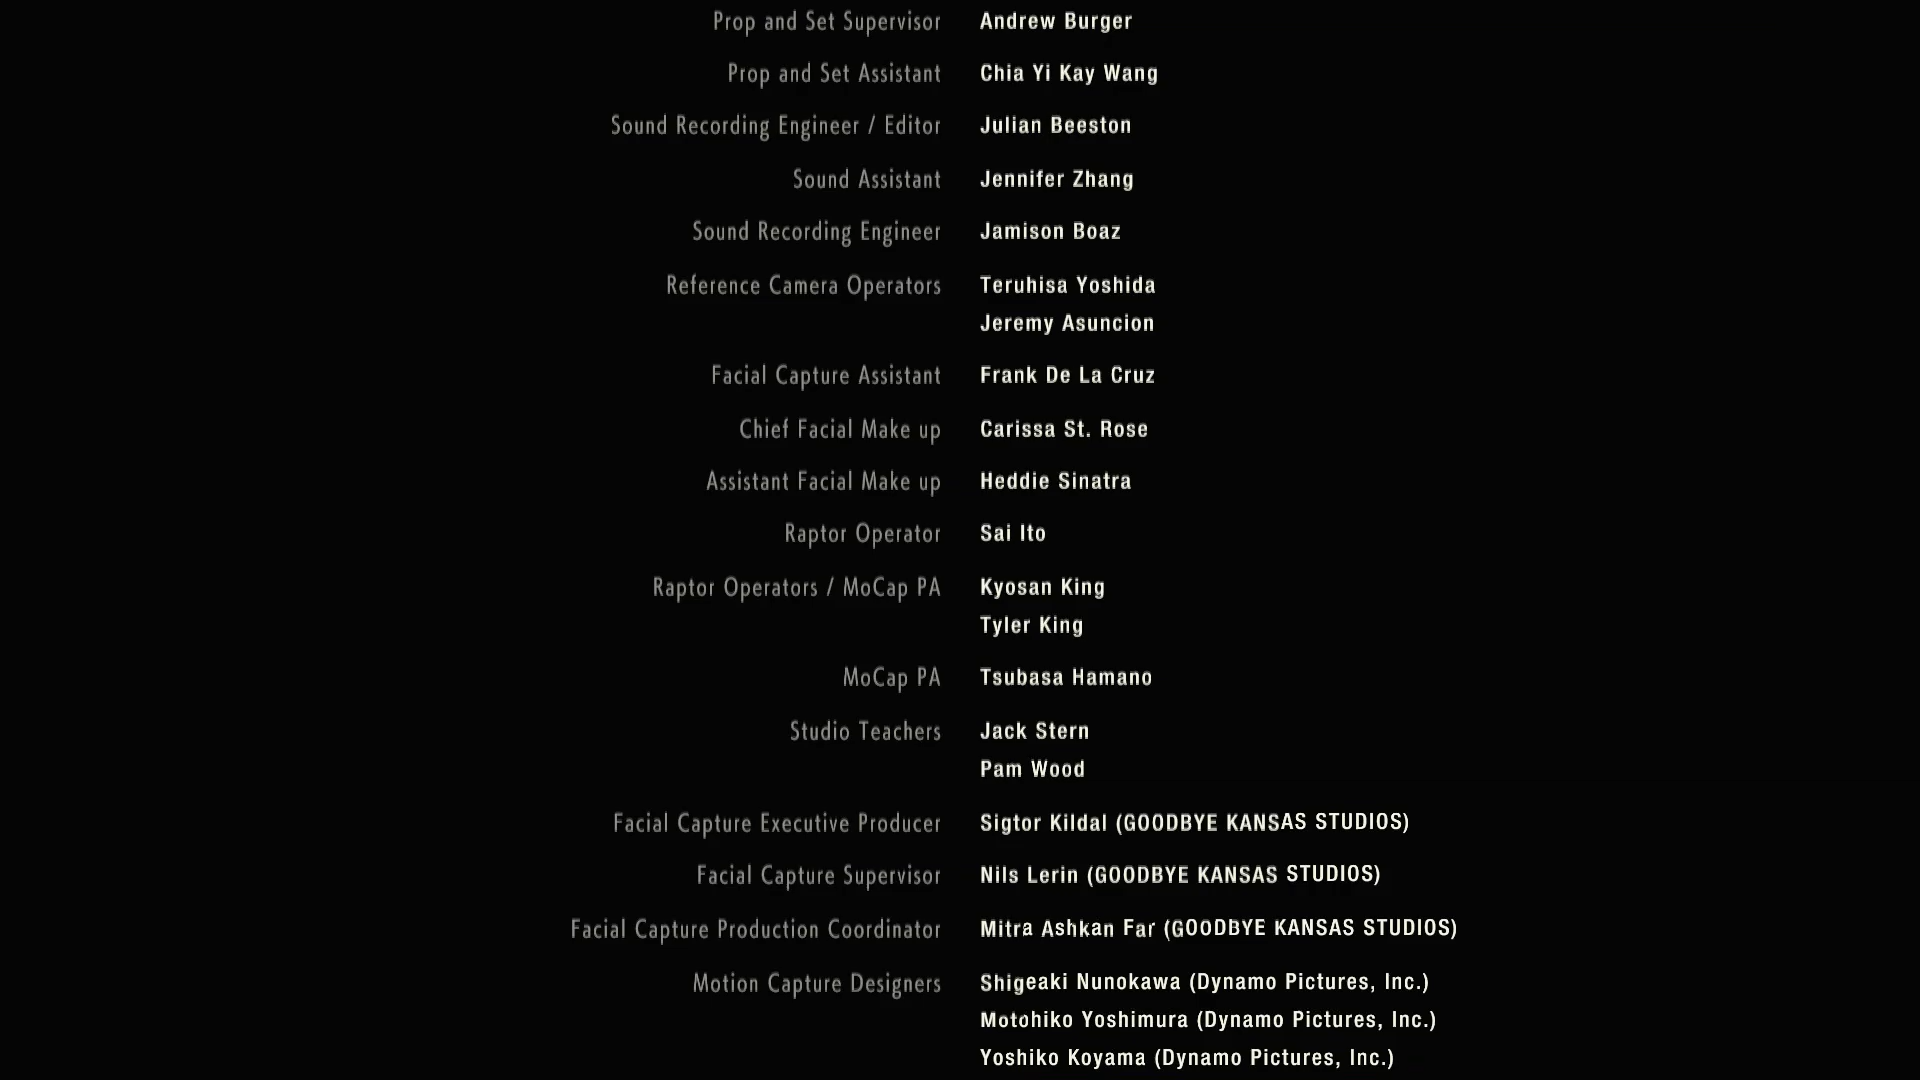 Prop and Set Supervisor Andrew Burger
Prop and Set Assistant Chia Yi Kay Wang
Sound Recording Engineer / Editor Julian Beeston
Sound Assistant Jennifer Zhang
Sound Recording Engineer Jamison Boaz
Reference Camera Operators Teruhisa Yoshida
Jeremy Asuncion
Facial Capture Assistant Frank De La Cruz
Chief Facial Make up Carissa St. Rose
Assistant Facial Make up Heddie Sinatra
Raptor Operator Sai Ito
Raptor Operators / MoCap PA Kyosan King
Tyler King
MoCap PA Tsubasa Hamano
Studio Teachers Jack Stern
Pam Wood
Facial Capture Executive Producer Sigtor Kildal (GOODBYE KANSAS STUDIOS)
Facial Capture Supervisor Nils Lerin (GOODBYE KANSAS STUDIOS)
Facial Capture Production Coordinator Mitra Ashkan Far (GOODBYE KANSAS STUDIOS)
Motion Capture Designers Shigeaki Nunokawa (Dynamo Pictures, Inc.)
Motohiko Yoshimura (Dynamo Pictures, Inc.)
Yoshiko Koyama (Dynamo Pictures, Inc.)